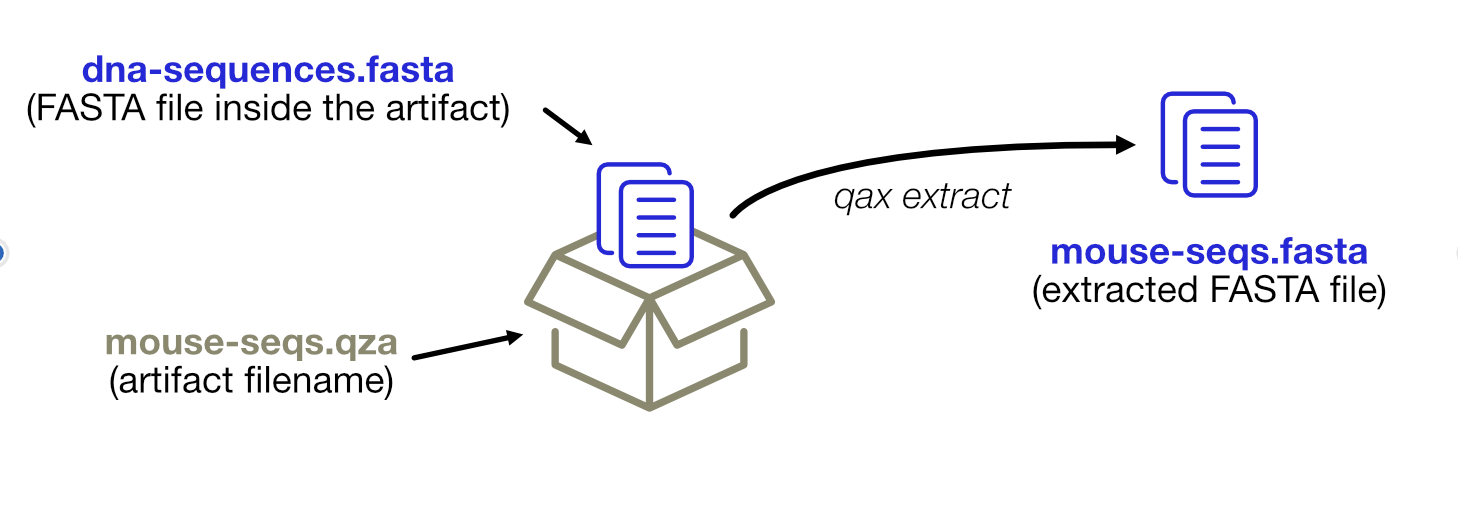 dna-sequences.fasta
(FASTA file inside the artifact)
qax extract
mouse-seqs.fasta
(extracted FASTA file)
mouse-seqs.qza
(artifact filename)